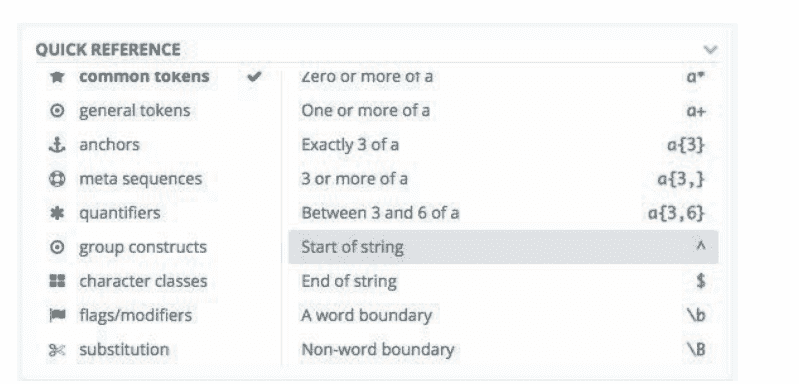 QUICK REFERENCE
common tokens Zero or more of a a*
general tokens One or more of a a+
anchors Exactly 3 of a a{3}
meta sequences 3 or more of a a{3,}
quantifiers Between 3 and 6 of a a{3,6}
group constructs Start of string ^
character classes End of string $
flags/modifiers A word boundary \b
substitution Non-word boundary \B